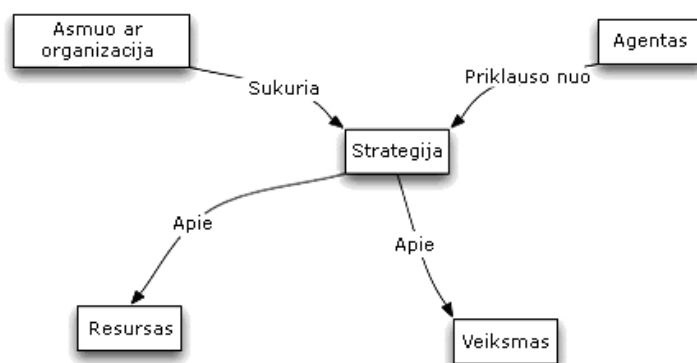 Asmuo ar
organizacija
Agentas
Priklauso nuo
Sukuria
Strategija
Apie
Apie
Resursas
Veiksmas